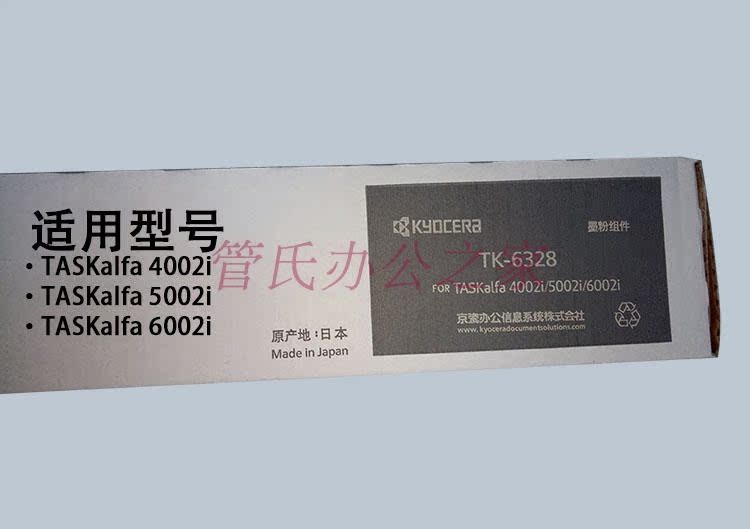 适用型号
• TASKalfa 4002i
• TASKalfa 5002i
• TASKalfa 6002i
管氏办公之家
原产地:日本
Made in Japan
KYOCERA
墨粉组件
TK-6328
FOR TASKalfa 4002i/5002i/6002i
京瓷办公信息系统株式会社
www.kyoceradocumentsolutions.com